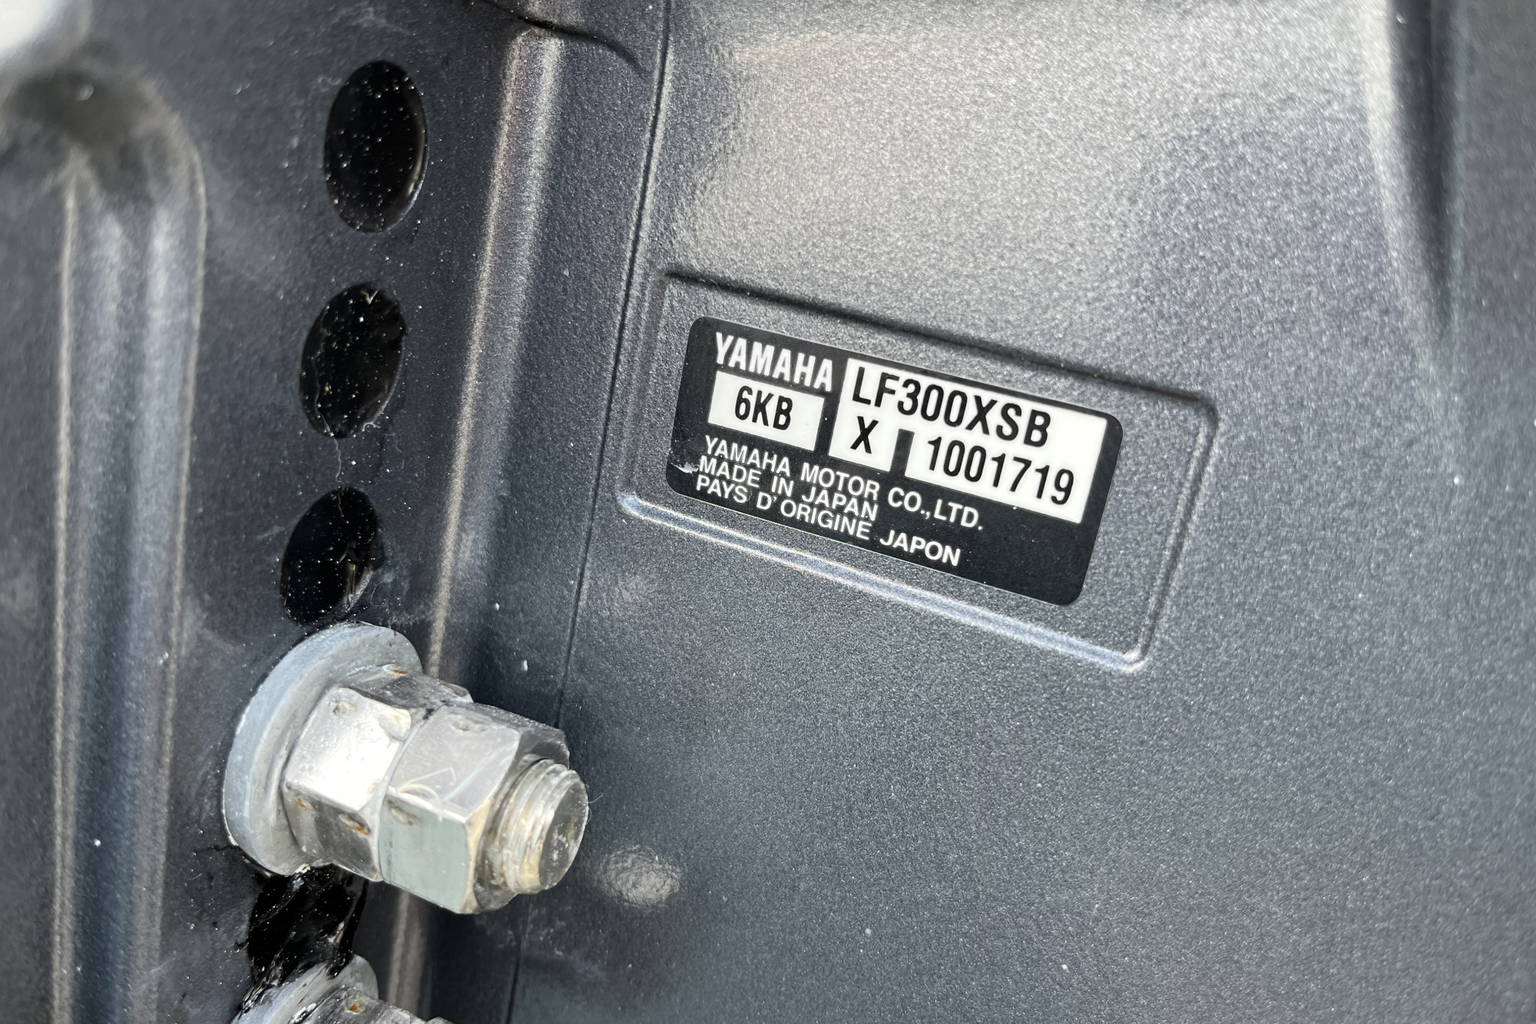 YAMAHA
LF300XSB
6KB
X 1001719
YAMAHA MOTOR CO.,LTD.
MADE IN JAPAN
PAYS D'ORIGINE JAPON